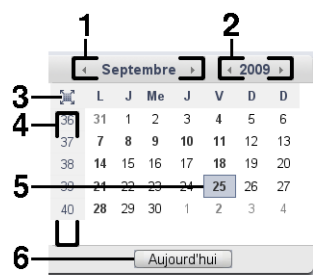 1 2
Septembre 2009
3 L J Me J V D D
4 36 31 1 2 3 4 5 6
37 7 8 9 10 11 12 13
38 14 15 16 17 18 19 20
5 39 21 22 23 24 25 26 27
40 28 29 30 1 2 3 4
6 Aujourd'hui